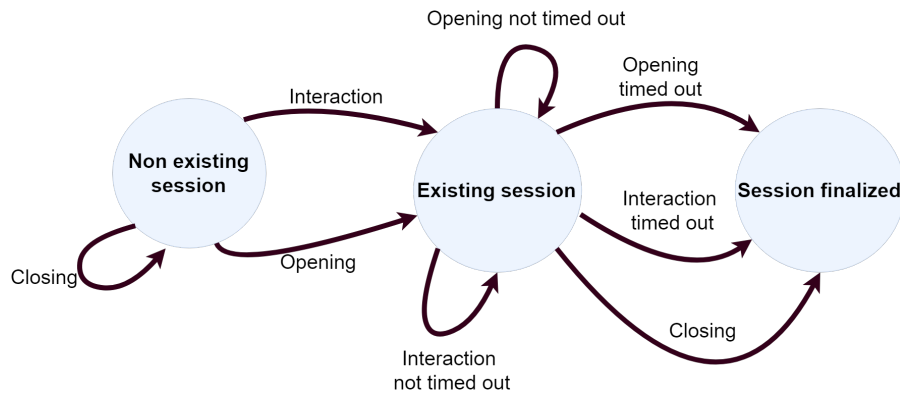 Opening not timed out
Opening
timed out
Interaction
Non existing
session
Existing session
Session finalized
Interaction
timed out
Closing
Opening
Closing
Interaction
not timed out